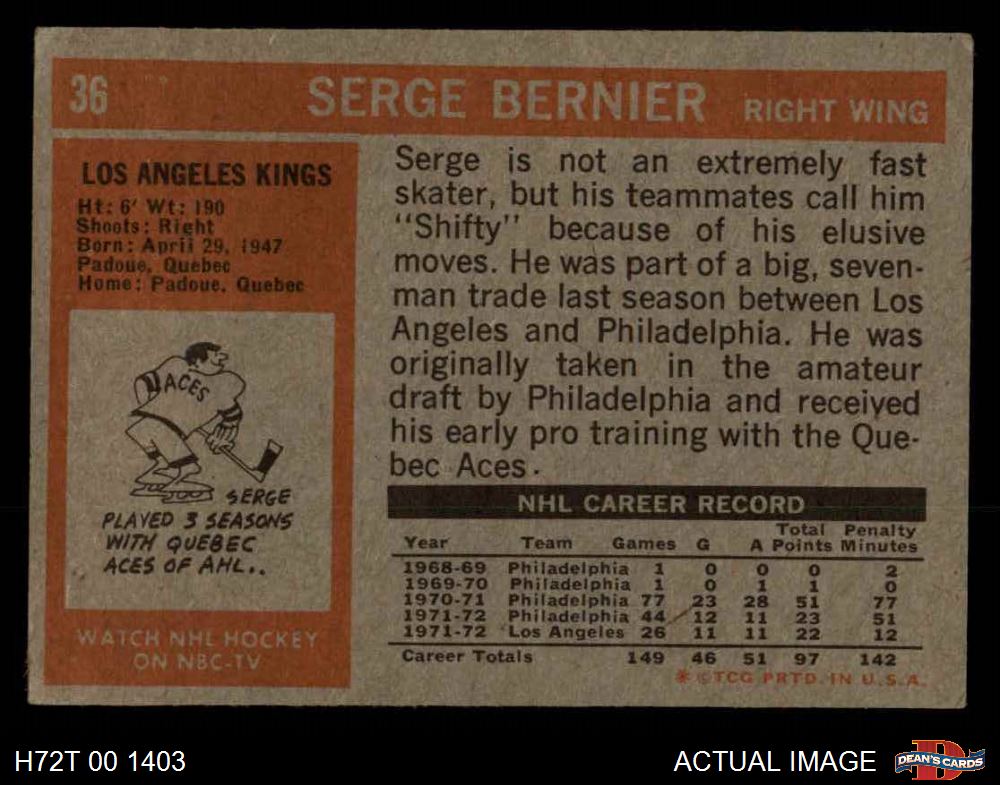 36 SERGE BERNIER RIGHT WING
LOS ANGELES KINGS
Ht: 6' Wt: 190
Shoots: Right
Born: April 29, 1947
Padoue, Quebec
Home: Padoue, Quebec
ACES
SERGE
PLAYED 3 SEASONS
WITH QUEBEC
ACES OF AHL..
WATCH NHL HOCKEY
ON NBC-TV
Serge is not an extremely fast
skater, but his teammates call him
"Shifty" because of his elusive
moves. He was part of a big, seven-
man trade last season between Los
Angeles and Philadelphia. He was
originally taken in the amateur
draft by Philadelphia and received
his early pro training with the Que-
bec Aces.
NHL CAREER RECORD
Total Penalty
Year Team Games G A Points Minutes
1968-69 Philadelphia 1 0 0 0 2
1969-70 Philadelphia 1 0 1 1 0
1970-71 Philadelphia 77 23 28 51 77
1971-72 Philadelphia 44 12 11 23 51
1971-72 Los Angeles 26 11 11 22 12
Career Totals 149 46 51 97 142
* © TCG PRTD. IN U.S.A.
H72T 00 1403
ACTUAL IMAGE
D
DEAN'S CARDS